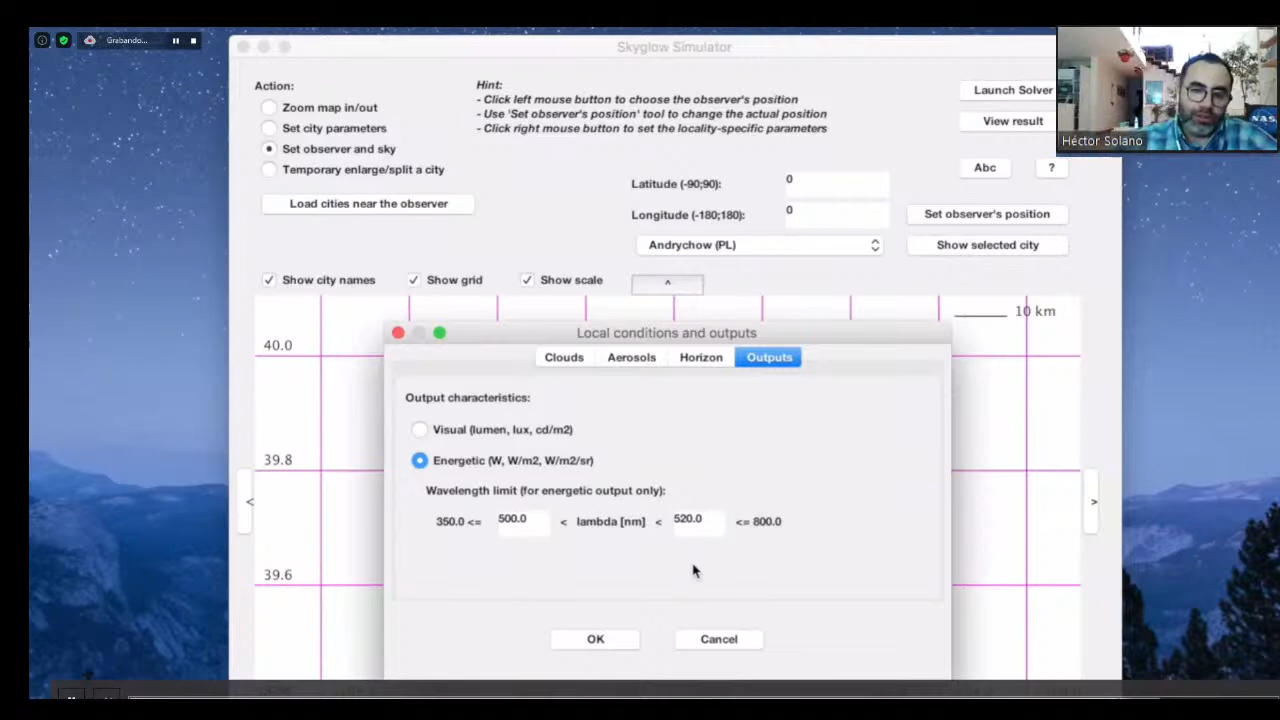 Grabando...
Skyglow Simulator
Action:
Zoom map in/out
Set city parameters
Set observer and sky
Temporary enlarge/split a city
Load cities near the observer
Hint:
- Click left mouse button to choose the observer's position
- Use 'Set observer's position' tool to change the actual position
- Click right mouse button to set the locality-specific parameters
Launch Solver
View result
Abc
?
Héctor Solano
NAS
Latitude (-90;90):
0
Longitude (-180;180):
0
Set observer's position
Andrychow (PL)
Show selected city
Show city names
Show grid
Show scale
^
10 km
40.0
39.8
39.6
<
>
Local conditions and outputs
Clouds
Aerosols
Horizon
Outputs
Output characteristics:
Visual (lumen, lux, cd/m2)
Energetic (W, W/m2, W/m2/sr)
Wavelength limit (for energetic output only):
350.0 <= 500.0 < lambda [nm] < 520.0 <= 800.0
OK
Cancel